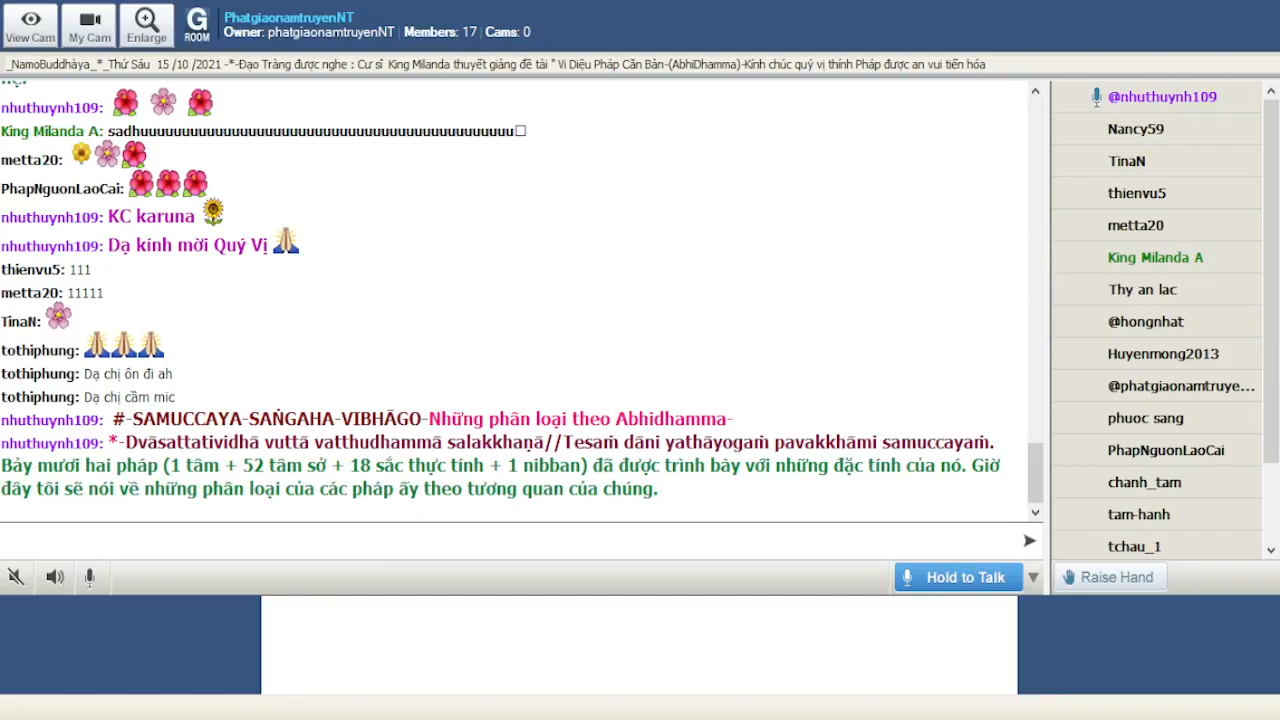 View Cam
My Cam
Enlarge
G
ROOM
PhatgiaonamtruyenNT
Owner: phatgiaonamtruyenNT | Members: 17 | Cams: 0
_NamoBuddhàya_*_Thứ Sáu 15 /10 /2021 -*-Đạo Tràng được nghe : Cư sĩ King Milanda thuyết giảng đề tài " Vi Diệu Pháp Căn Bản-(AbhiDhamma)-Kính chúc quý vị thính Pháp được an vui tiến hóa
nhuthuynh109:
King Milanda A: sadhuuuuuuuuuuuuuuuuuuuuuuuuuuuuuuuuuuuuuuuuuuuuu□
metta20:
PhapNguonLaoCai:
nhuthuynh109: KC karuna
nhuthuynh109: Dạ kính mời Quý Vị
thienvu5: 111
metta20: 11111
TinaN:
tothiphung:
tothiphung: Dạ chị ôn đi ah
tothiphung: Dạ chị cầm mic
nhuthuynh109: #-SAMUCCAYA-SAṄGAHA-VIBHĀGO-Những phân loại theo Abhidhamma-
nhuthuynh109: *-Dvāsattatividhā vuttā vatthudhammā salakkhaṇā//Tesaṁ dāni yathāyogaṁ pavakkhāmi samuccayaṁ.
Bảy mươi hai pháp (1 tâm + 52 tâm sở + 18 sắc thực tính + 1 nibban) đã được trình bày với những đặc tính của nó. Giờ
đây tôi sẽ nói về những phân loại của các pháp ấy theo tương quan của chúng.
Hold to Talk
@nhuthuynh109
Nancy59
TinaN
thienvu5
metta20
King Milanda A
Thy an lac
@hongnhat
Huyenmong2013
@phatgiaonamtruye...
phuoc sang
PhapNguonLaoCai
chanh_tam
tam-hanh
tchau_1
Raise Hand